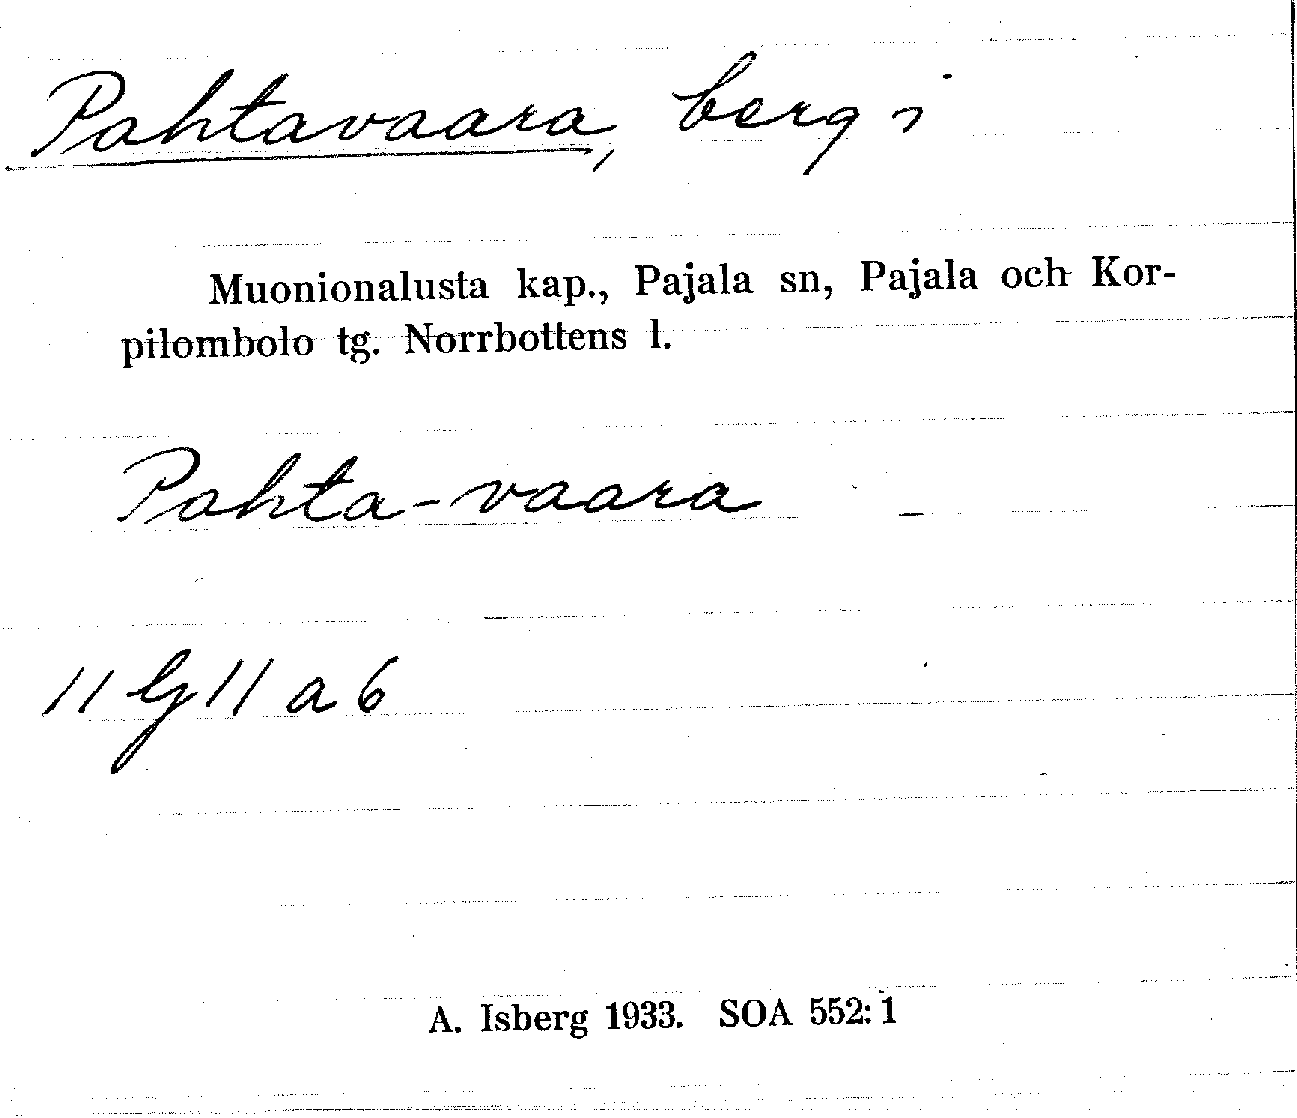 Pahtavaara, berg i
Muonionalusta kap., Pajala sn, Pajala och Kor-
pilombolo tg. Norrbottens l.
Pahta-vaara
11 G 11 a 6
A. Isberg 1933. SOA 552:1